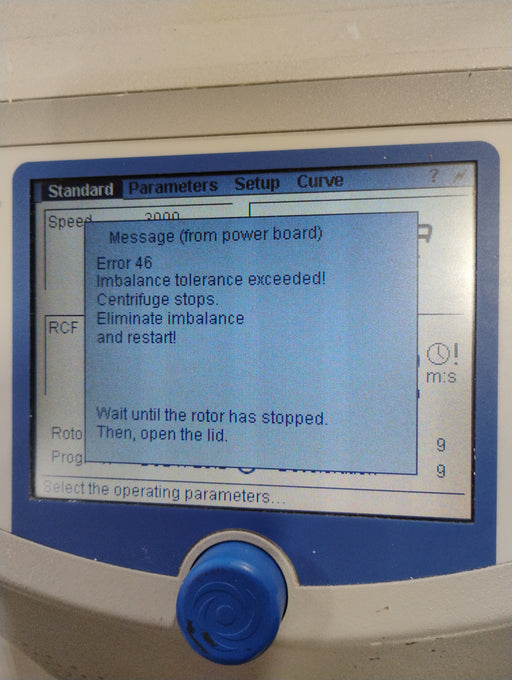 Standard Parameters Setup Curve ?
Speed 3000
Message (from power board)
Error 46
Imbalance tolerance exceeded!
Centrifuge stops.
Eliminate imbalance
and restart!
RCF
!
m:s
Wait until the rotor has stopped.
Then, open the lid.
Roto 9
Prog 9
Select the operating parameters...